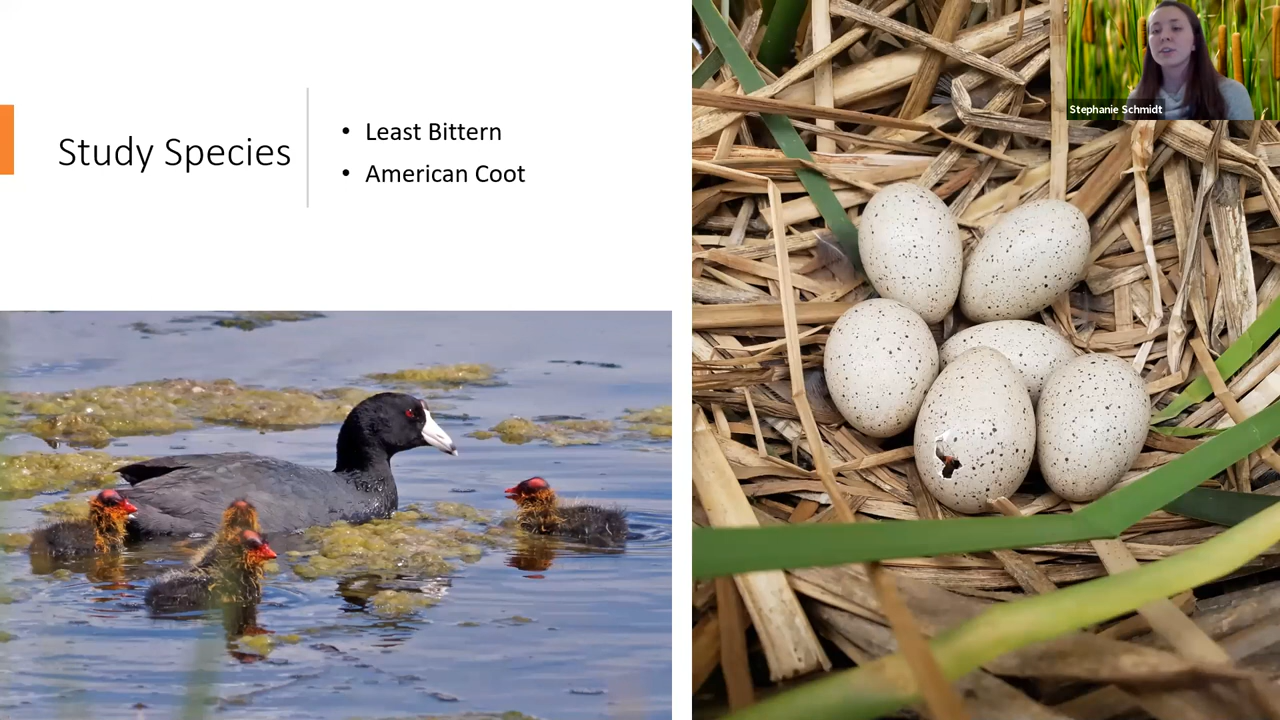 Study Species
• Least Bittern
• American Coot
Stephanie Schmidt